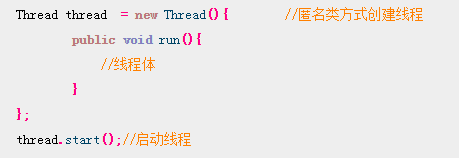 Thread thread = new Thread(){ //匿名类方式创建线程
public void run(){
//线程体
}
};
thread.start();//启动线程